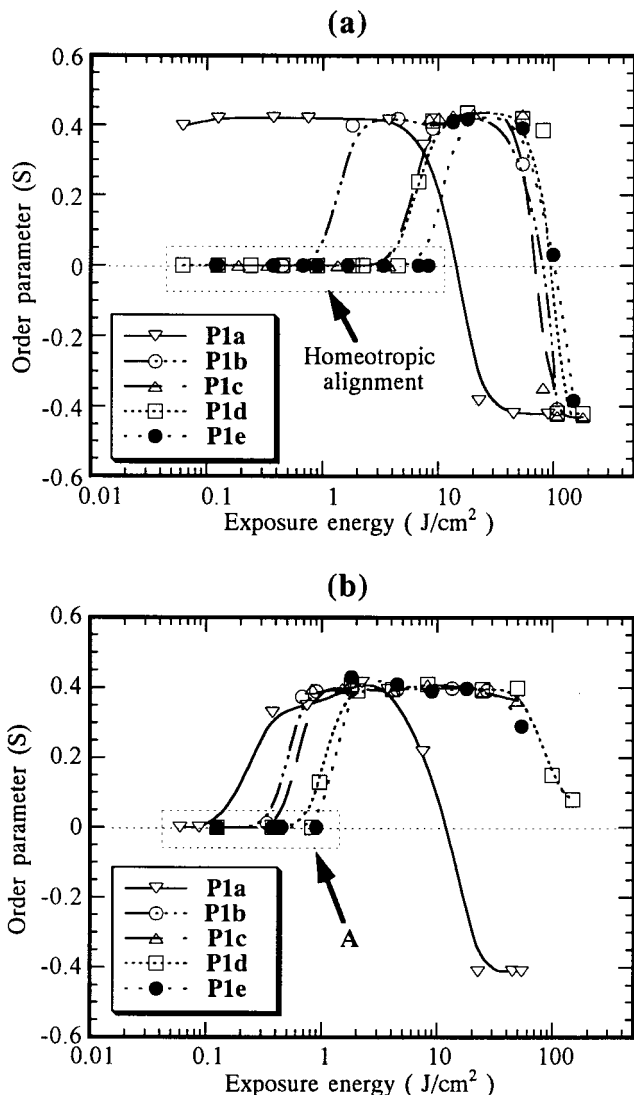 (a)
0.6
0.4
0.2
0
-0.2
-0.4
-0.6
Order parameter (S)
Homeotropic
alignment
P1a
P1b
P1c
P1d
P1e
0.01 0.1 1 10 100
Exposure energy ( J/cm²)
(b)
0.6
0.4
0.2
0
-0.2
-0.4
-0.6
Order parameter (S)
A
P1a
P1b
P1c
P1d
P1e
0.01 0.1 1 10 100
Exposure energy ( J/cm²)